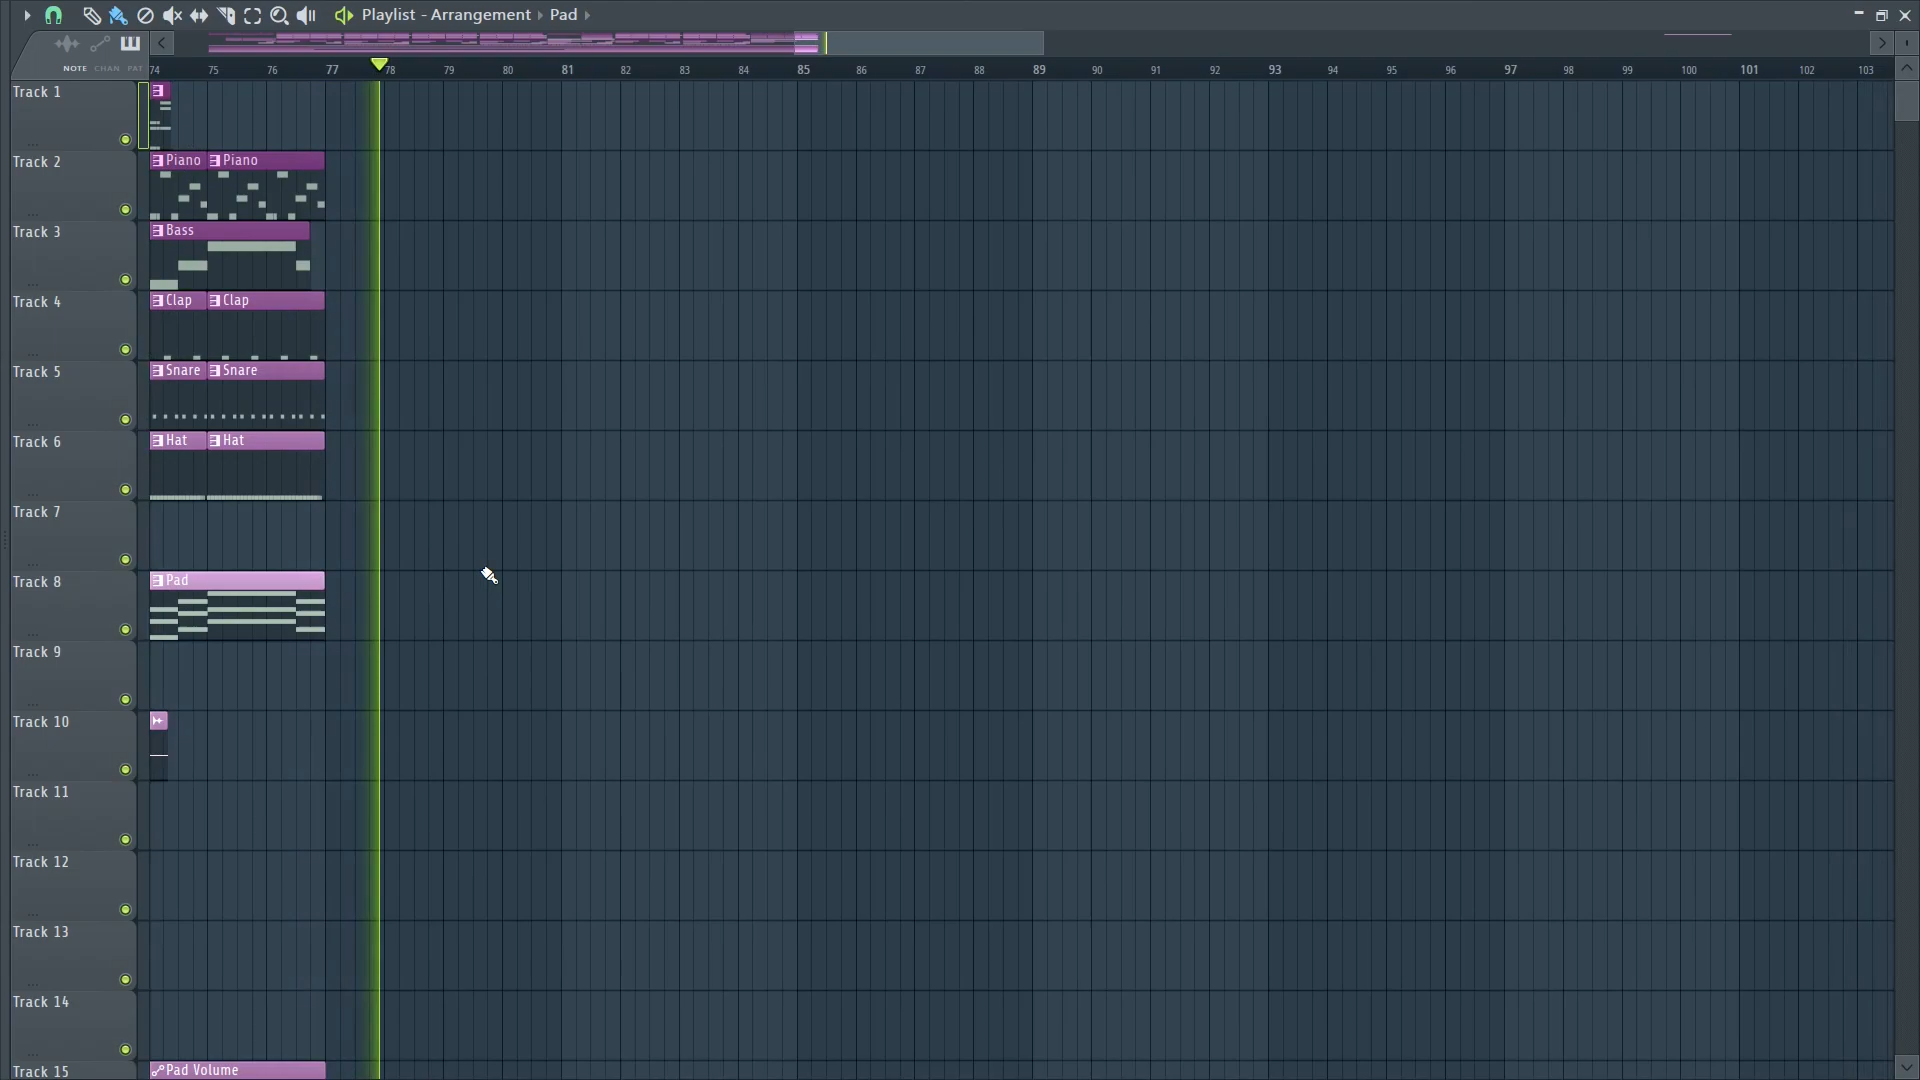 Playlist - Arrangement › Pad ›
NOTE CHAN PAT
74 75 76 77 78 79 80 81 82 83 84 85 86 87 88 89 90 91 92 93 94 95 96 97 98 99 100 101 102 103
Track 1
Track 2
Piano Piano
Track 3
Bass
Track 4
Clap Clap
Track 5
Snare Snare
Track 6
Hat Hat
Track 7
Track 8
Pad
Track 9
Track 10
Track 11
Track 12
Track 13
Track 14
Track 15
Pad Volume